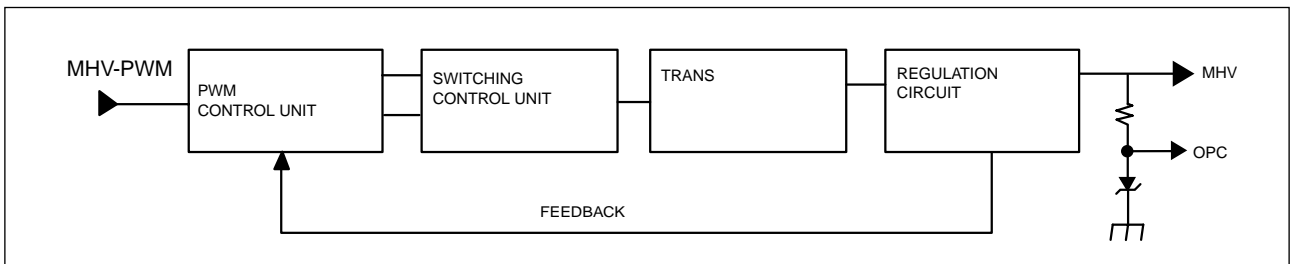 MHV-PWM
PWM
CONTROL UNIT
SWITCHING
CONTROL UNIT
TRANS
REGULATION
CIRCUIT
MHV
OPC
FEEDBACK